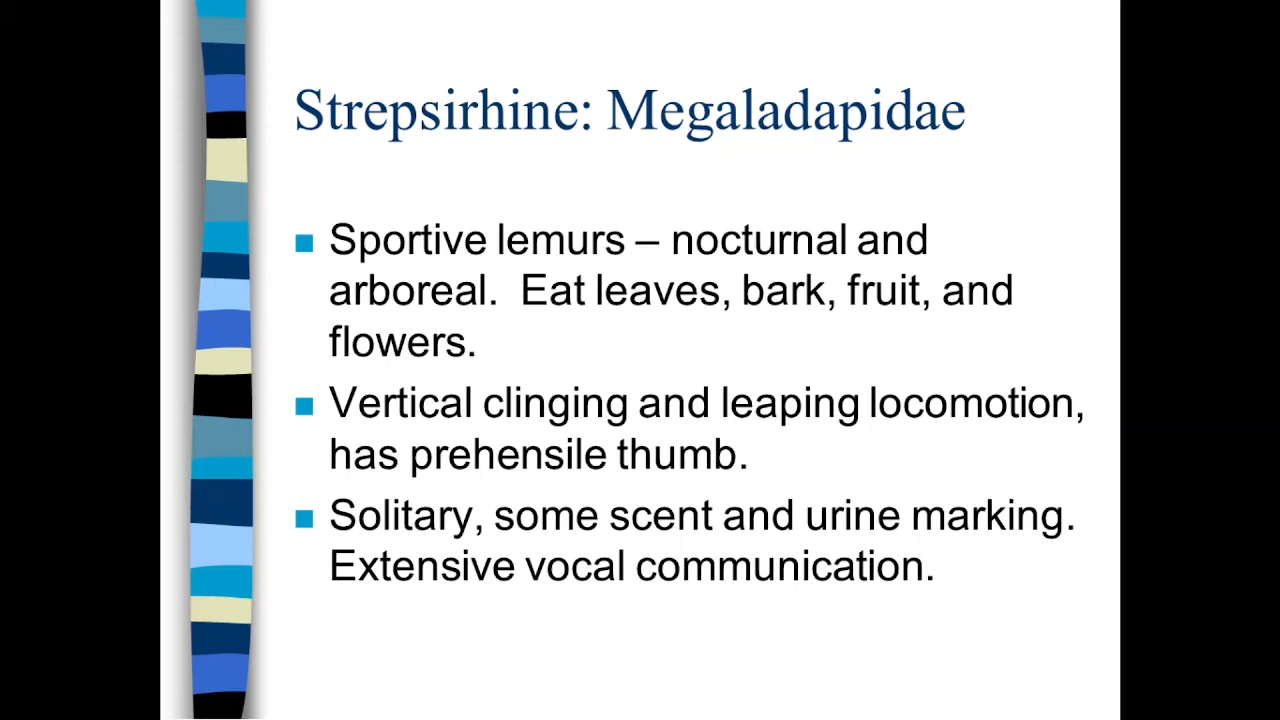 Strepsirhine: Megaladapidae
Sportive lemurs – nocturnal and
arboreal.  Eat leaves, bark, fruit, and
flowers.
Vertical clinging and leaping locomotion,
has prehensile thumb.
Solitary, some scent and urine marking.
Extensive vocal communication.